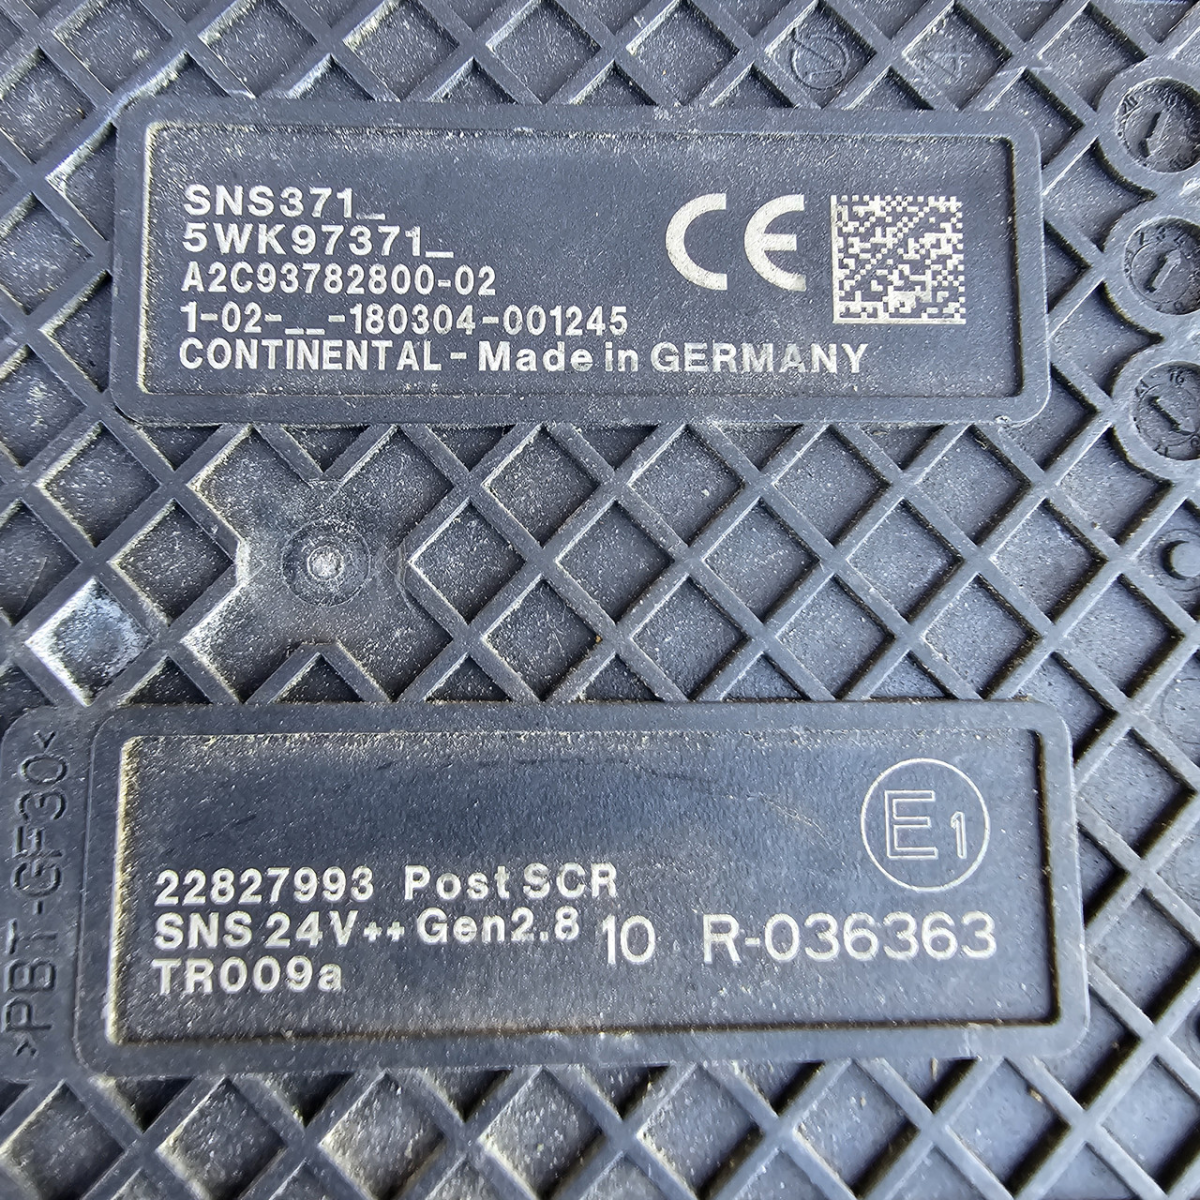 SNS371_
5WK97371_
A2C93782800-02
1-02-__-180304-001245
CONTINENTAL - Made in GERMANY
CE
>PBT-GF30<
E1
22827993 Post SCR
SNS 24V++ Gen2.8
TR009a
10 R-036363